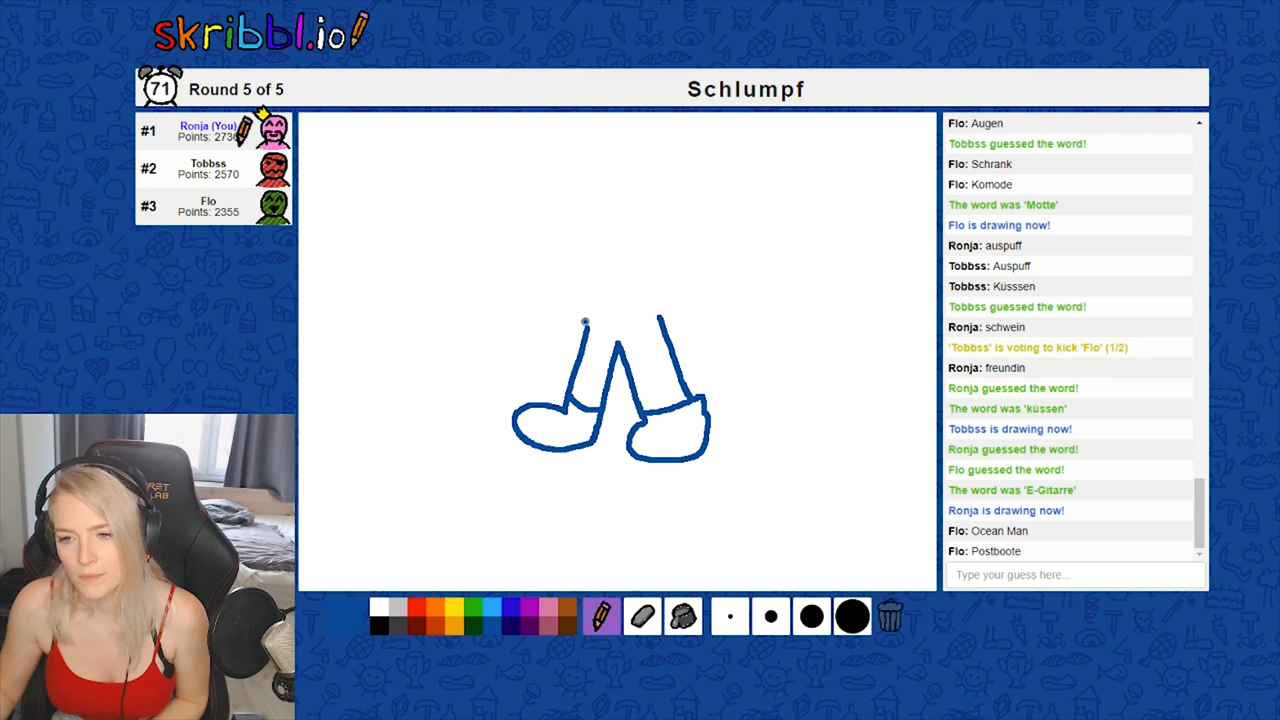 skribbl.io
71
Round 5 of 5
Schlumpf
#1
Ronja (You)
Points: 2736
#2
Tobbss
Points: 2570
#3
Flo
Points: 2355
Flo: Augen
Tobbss guessed the word!
Flo: Schrank
Flo: Komode
The word was 'Motte'
Flo is drawing now!
Ronja: auspuff
Tobbss: Auspuff
Tobbss: Küsssen
Tobbss guessed the word!
Ronja: schwein
'Tobbss' is voting to kick 'Flo' (1/2)
Ronja: freundin
Ronja guessed the word!
The word was 'küssen'
Tobbss is drawing now!
Ronja guessed the word!
Flo guessed the word!
The word was 'E-Gitarre'
Ronja is drawing now!
Flo: Ocean Man
Flo: Postboote
Type your guess here...